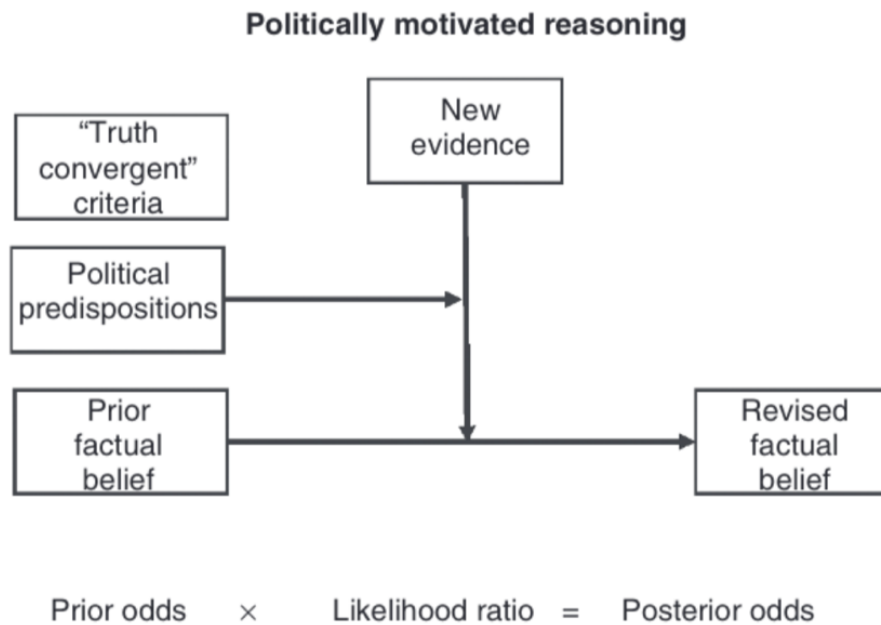 Politically motivated reasoning
New
evidence
“Truth
convergent”
criteria
Political
predispositions
Prior
factual
belief
Revised
factual
belief
Prior odds × Likelihood ratio = Posterior odds